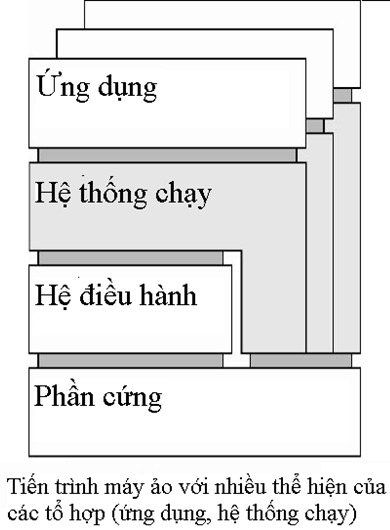 Ứng dụng
Hệ thống chạy
Hệ điều hành
Phần cứng
Tiến trình máy ảo với nhiều thể hiện của
các tổ hợp (ứng dụng, hệ thống chạy)